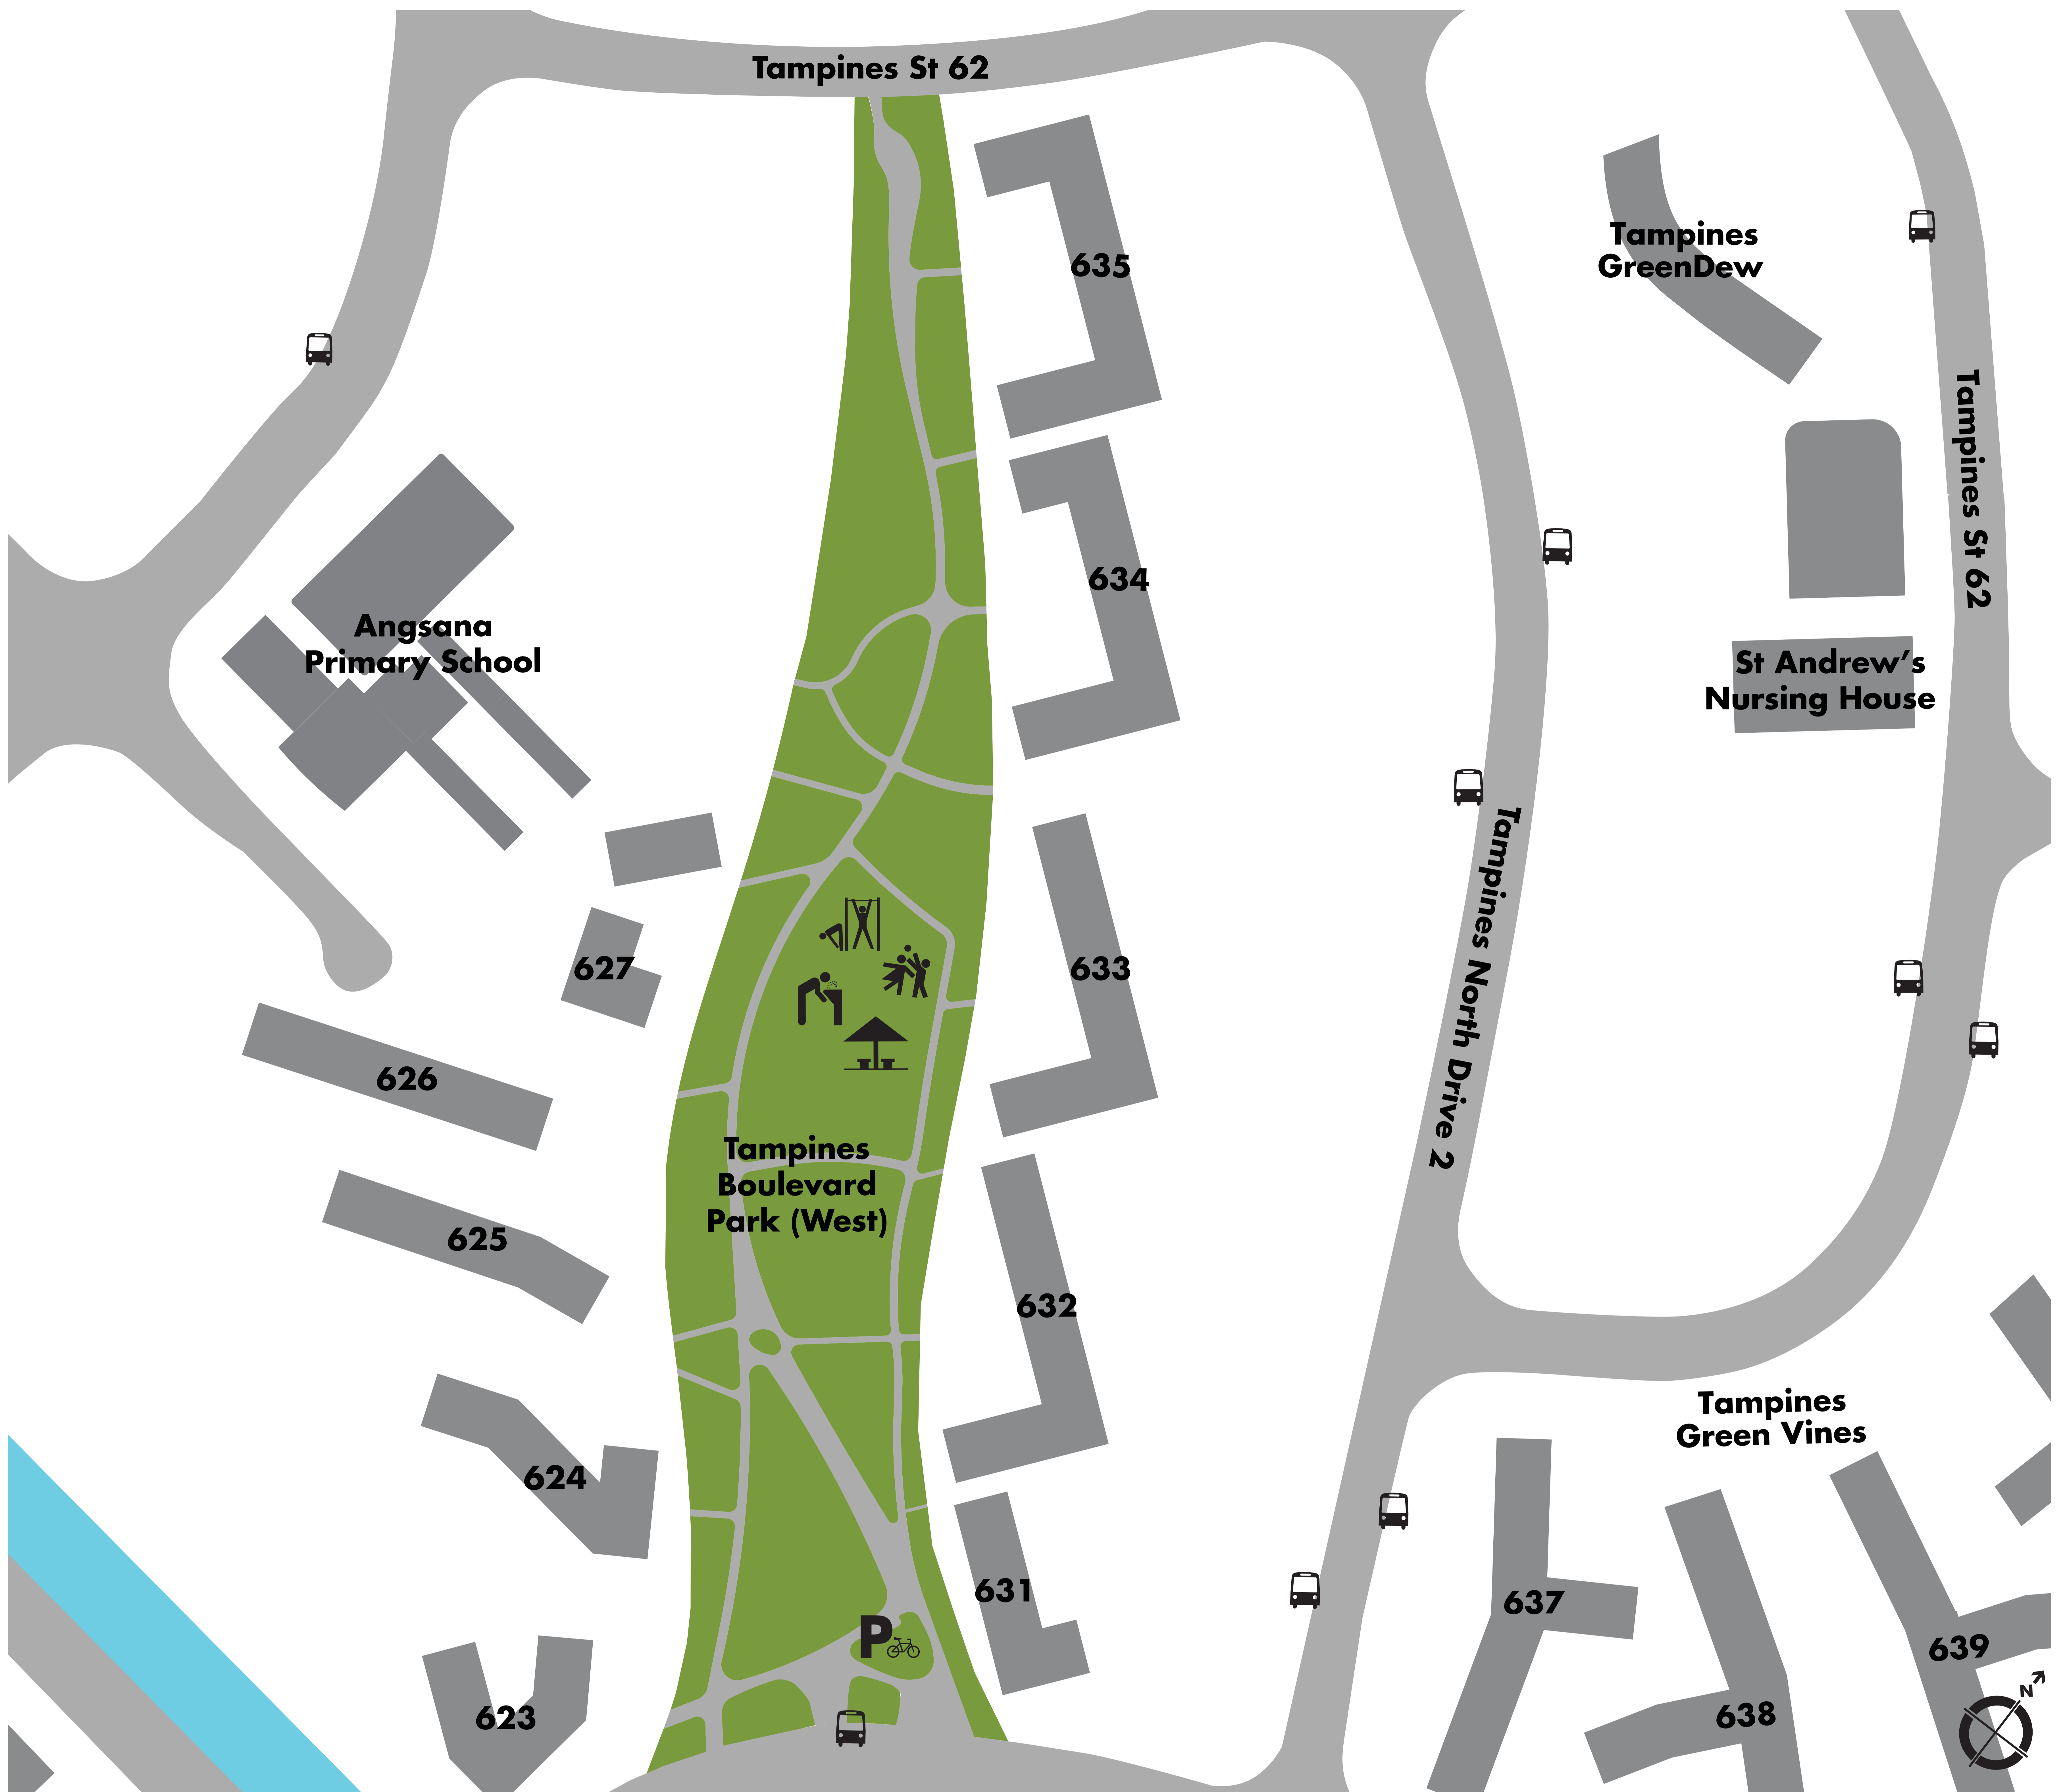 Tampines St 62
Tampines
GreenDew
635
Tampines St 62
634
Angsana
Primary School
St Andrew's
Nursing House
627
633
Tampines North Drive 2
626
Tampines
Boulevard
Park (West)
625
632
Tampines
Green Vines
624
631
637
P
639
N
623
638